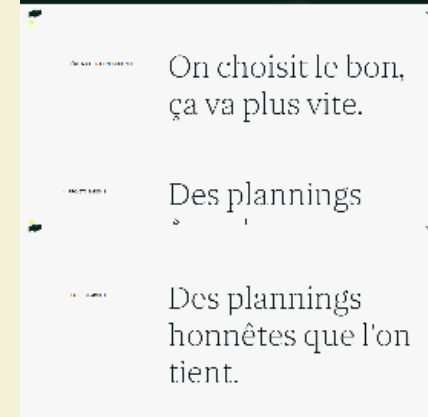 On choisit le bon,
ça va plus vite.
Des plannings
Des plannings
honnêtes que l'on
tient.